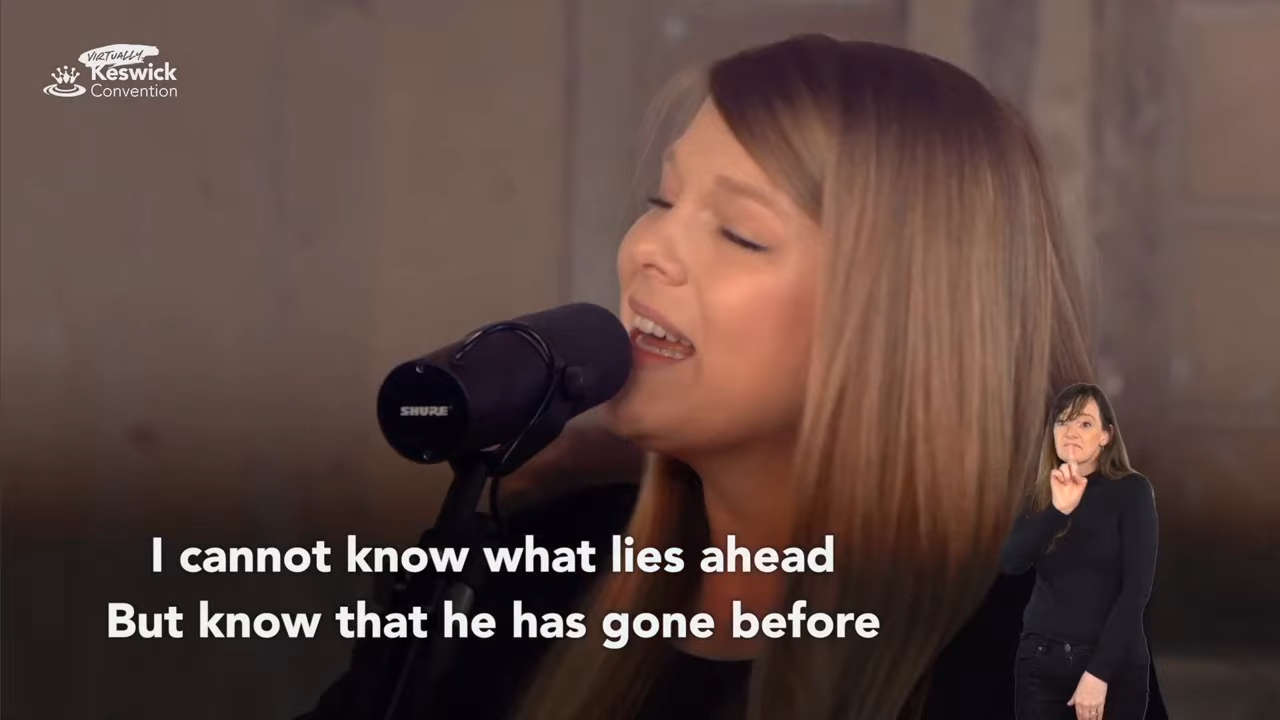 VIRTUALLY
Keswick
Convention
SHURE
I cannot know what lies ahead
But know that he has gone before